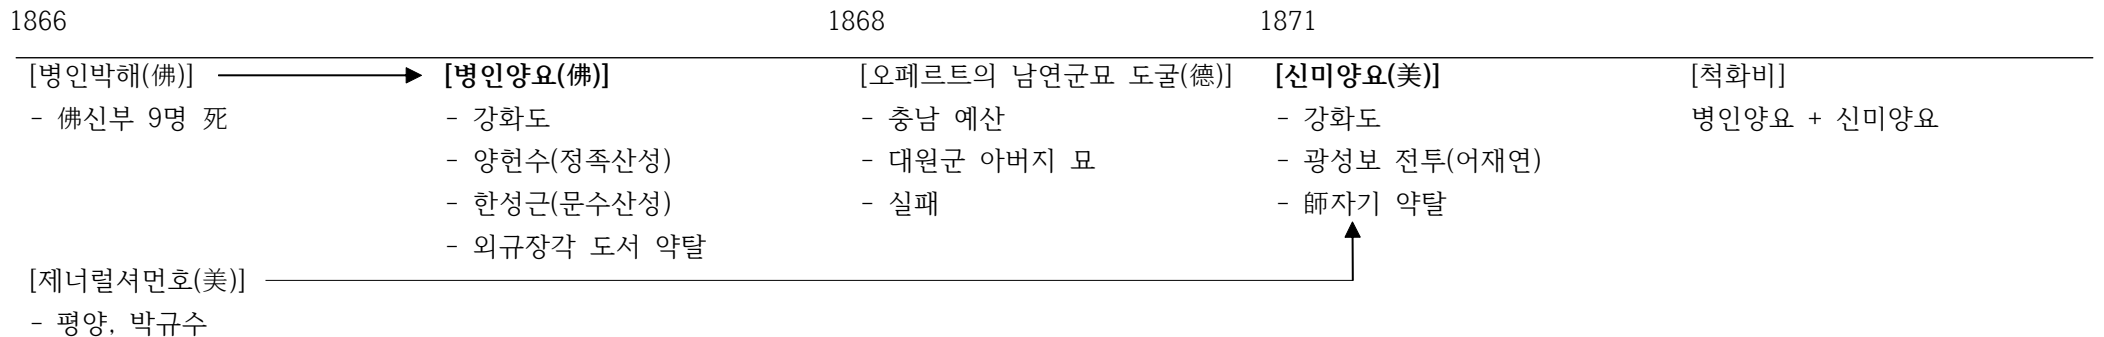 1866 1868 1871
[병인박해(佛)] [병인양요(佛)] [오페르트의 남연군묘 도굴(德)] [신미양요(美)] [척화비]
- 佛신부 9명 死 - 강화도 - 충남 예산 - 강화도 병인양요 + 신미양요
- 양헌수(정족산성) - 대원군 아버지 묘 - 광성보 전투(어재연)
- 한성근(문수산성) - 실패 - 師자기 약탈
- 외규장각 도서 약탈
[제너럴셔먼호(美)]
- 평양, 박규수